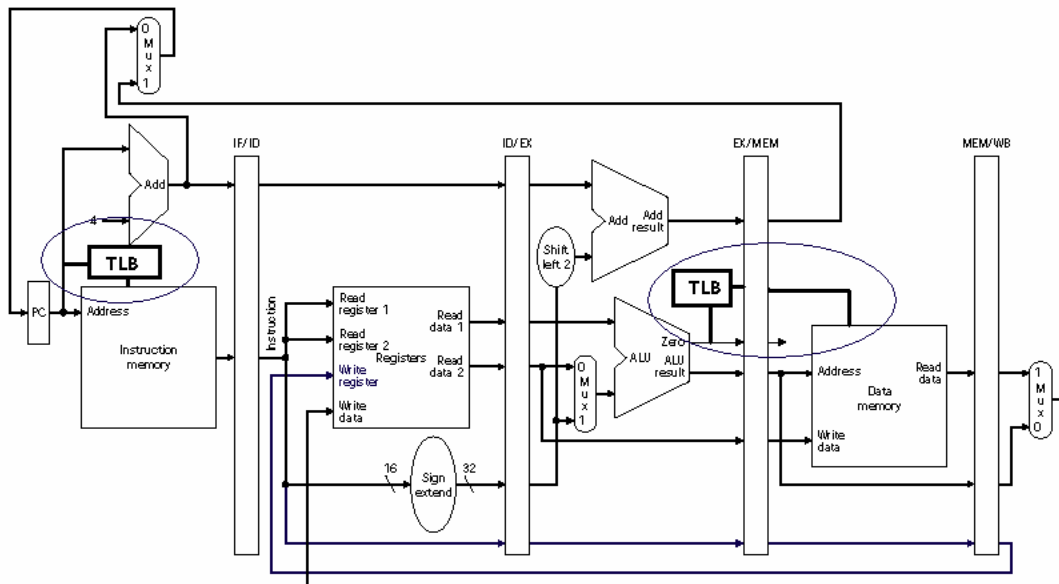 0
M
u
x
1
IF/ID
ID/EX
EX/MEM
MEM/WB
Add
4
TLB
PC
Address
Instruction
memory
Instruction
Read
register 1
Read
register 2
Registers
Write
register
Write
data
Read
data 1
Read
data 2
16
Sign
extend
32
Shift
left 2
Add
Add
result
0
M
u
x
1
ALU
Zero
ALU
result
TLB
Address
Write
data
Read
data
Data
memory
1
M
u
x
0